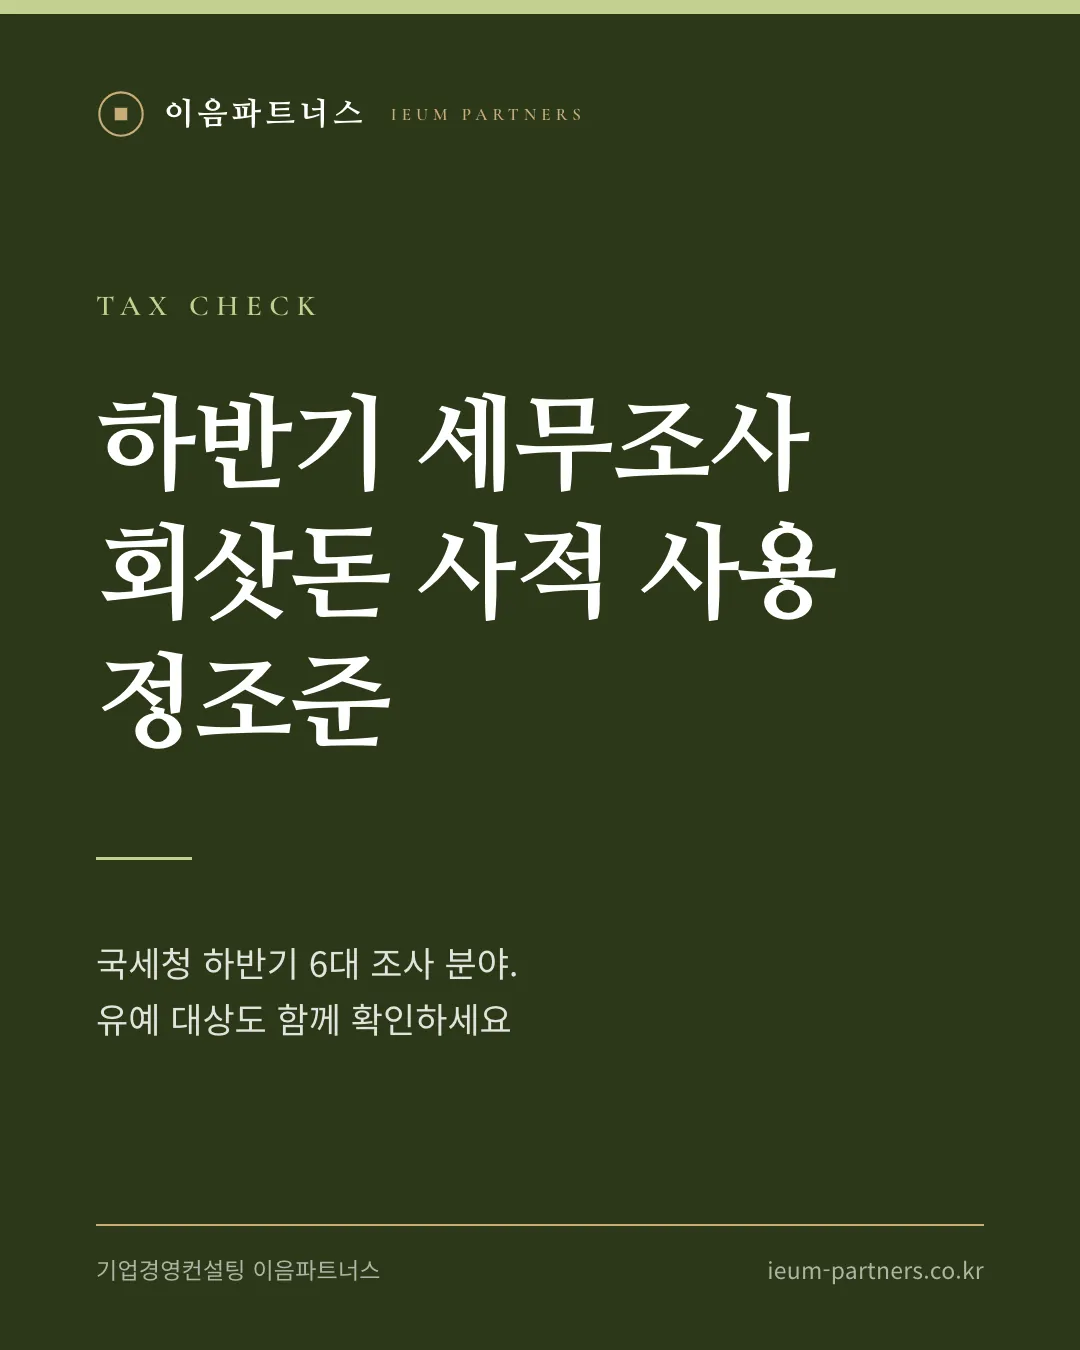 이음파트너스 IEUM PARTNERS
TAX CHECK
하반기 세무조사
회삿돈 사적 사용
정조준
국세청 하반기 6대 조사 분야.
유예 대상도 함께 확인하세요
기업경영컨설팅 이음파트너스 ieum-partners.co.kr